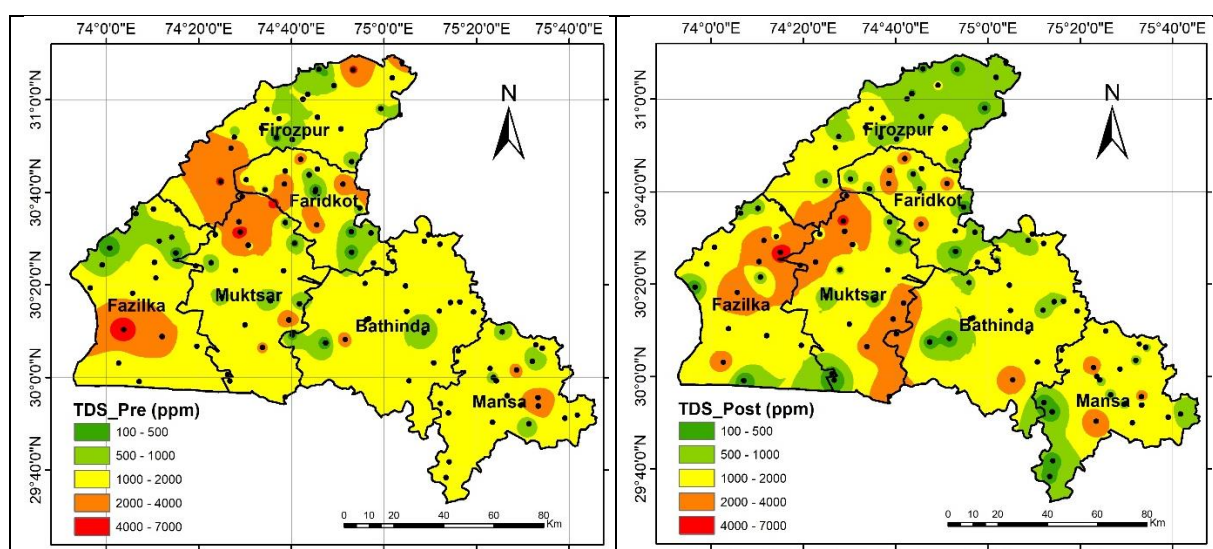 74°0'0"E 74°20'0"E 74°40'0"E 75°0'0"E 75°20'0"E 75°40'0"E
31°0'0"N
30°40'0"N
30°20'0"N
30°0'0"N
29°40'0"N
N
Firozpur
Faridkot
Fazilka
Muktsar
Bathinda
Mansa
TDS_Pre (ppm)
100 - 500
500 - 1000
1000 - 2000
2000 - 4000
4000 - 7000
0 10 20 40 60 80
Km
74°0'0"E 74°20'0"E 74°40'0"E 75°0'0"E 75°20'0"E 75°40'0"E
31°0'0"N
30°40'0"N
30°20'0"N
30°0'0"N
29°40'0"N
N
Firozpur
Faridkot
Fazilka
Muktsar
Bathinda
Mansa
TDS_Post (ppm)
100 - 500
500 - 1000
1000 - 2000
2000 - 4000
4000 - 7000
0 10 20 40 60 80
Km